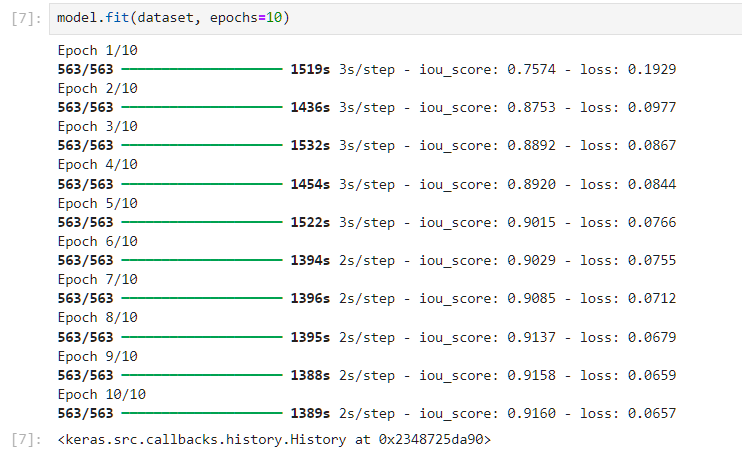 [7]: model.fit(dataset, epochs=10)
Epoch 1/10
563/563 ━━━━━━━━━━━━━━━━━━━━ 1519s 3s/step - iou_score: 0.7574 - loss: 0.1929
Epoch 2/10
563/563 ━━━━━━━━━━━━━━━━━━━━ 1436s 3s/step - iou_score: 0.8753 - loss: 0.0977
Epoch 3/10
563/563 ━━━━━━━━━━━━━━━━━━━━ 1532s 3s/step - iou_score: 0.8892 - loss: 0.0867
Epoch 4/10
563/563 ━━━━━━━━━━━━━━━━━━━━ 1454s 3s/step - iou_score: 0.8920 - loss: 0.0844
Epoch 5/10
563/563 ━━━━━━━━━━━━━━━━━━━━ 1522s 3s/step - iou_score: 0.9015 - loss: 0.0766
Epoch 6/10
563/563 ━━━━━━━━━━━━━━━━━━━━ 1394s 2s/step - iou_score: 0.9029 - loss: 0.0755
Epoch 7/10
563/563 ━━━━━━━━━━━━━━━━━━━━ 1396s 2s/step - iou_score: 0.9085 - loss: 0.0712
Epoch 8/10
563/563 ━━━━━━━━━━━━━━━━━━━━ 1395s 2s/step - iou_score: 0.9137 - loss: 0.0679
Epoch 9/10
563/563 ━━━━━━━━━━━━━━━━━━━━ 1388s 2s/step - iou_score: 0.9158 - loss: 0.0659
Epoch 10/10
563/563 ━━━━━━━━━━━━━━━━━━━━ 1389s 2s/step - iou_score: 0.9160 - loss: 0.0657
[7]: <keras.src.callbacks.history.History at 0x2348725da90>